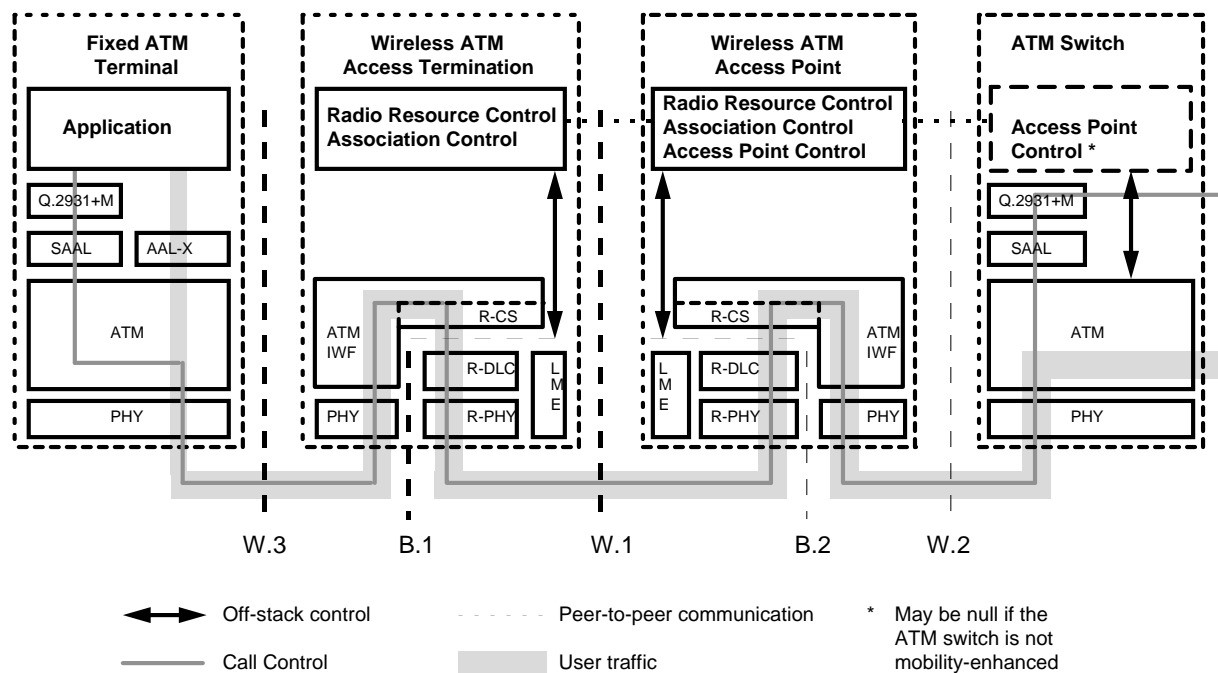 Fixed ATM
Terminal
Application
Q.2931+M
SAAL
AAL-X
ATM
PHY
Wireless ATM
Access Termination
Radio Resource Control
Association Control
R-CS
ATM
IWF
R-DLC
L
M
E
PHY
R-PHY
Wireless ATM
Access Point
Radio Resource Control
Association Control
Access Point Control
R-CS
ATM
IWF
L
M
E
R-DLC
R-PHY
PHY
ATM Switch
Access Point
Control *
Q.2931+M
SAAL
ATM
PHY
W.3
B.1
W.1
B.2
W.2
Off-stack control
Peer-to-peer communication
* May be null if the
ATM switch is not
mobility-enhanced
Call Control
User traffic